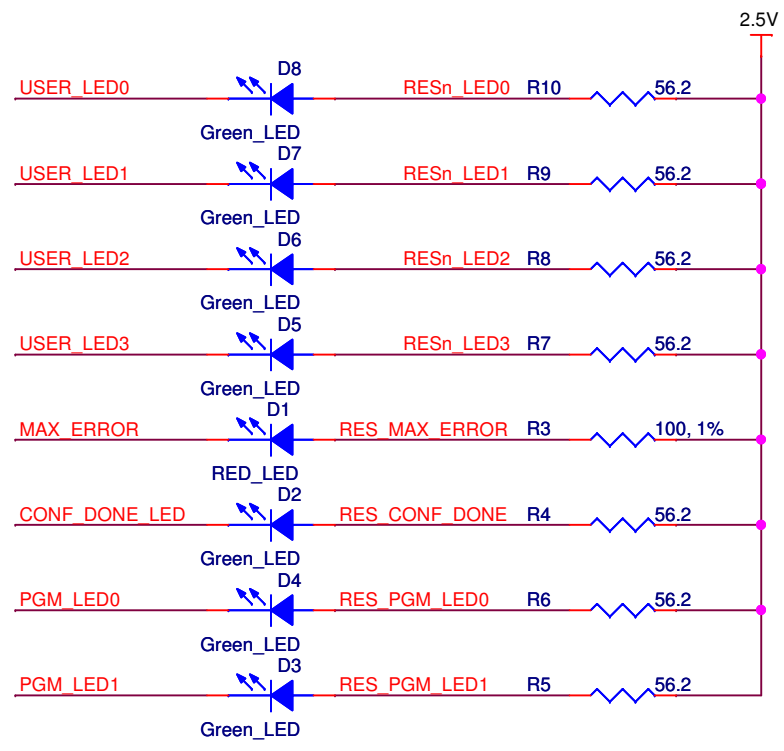 2.5V
D8
USER_LED0 RESn_LED0 R10 56.2
Green_LED
D7
USER_LED1 RESn_LED1 R9 56.2
Green_LED
D6
USER_LED2 RESn_LED2 R8 56.2
Green_LED
D5
USER_LED3 RESn_LED3 R7 56.2
Green_LED
D1
MAX_ERROR RES_MAX_ERROR R3 100, 1%
RED_LED
D2
CONF_DONE_LED RES_CONF_DONE R4 56.2
Green_LED
D4
PGM_LED0 RES_PGM_LED0 R6 56.2
Green_LED
D3
PGM_LED1 RES_PGM_LED1 R5 56.2
Green_LED